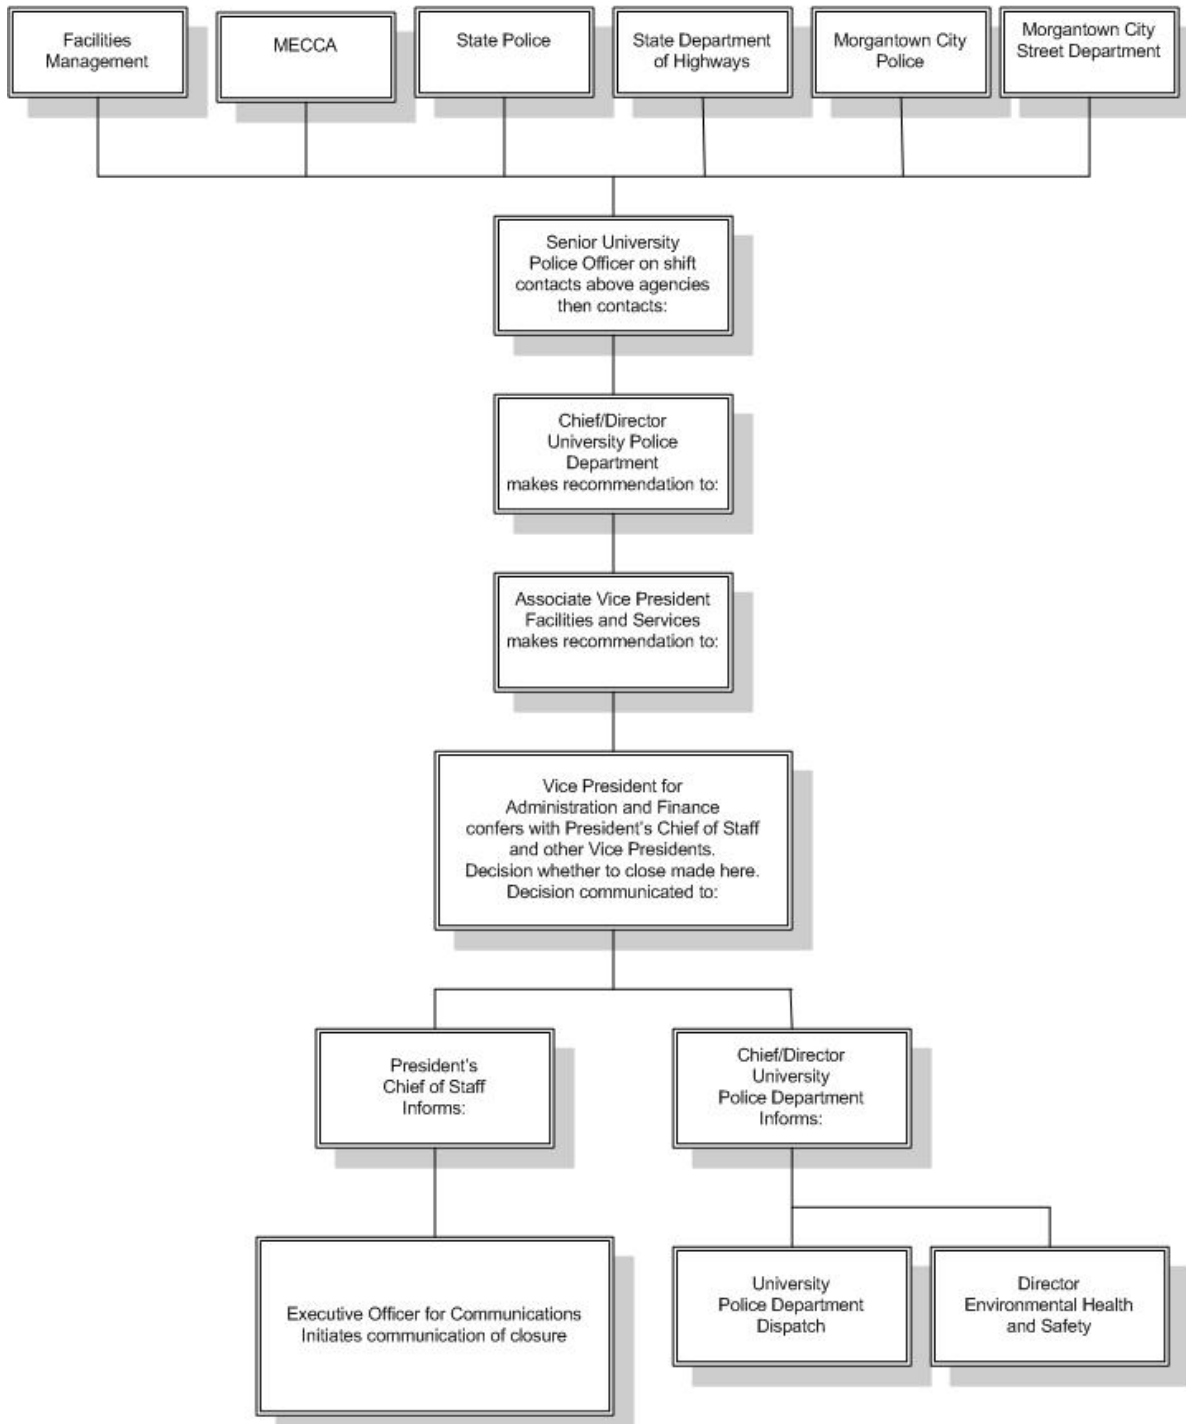 Facilities
Management
MECCA
State Police
State Department
of Highways
Morgantown City
Police
Morgantown City
Street Department
Senior University
Police Officer on shift
contacts above agencies
then contacts:
Chief/Director
University Police
Department
makes recommendation to:
Associate Vice President
Facilities and Services
makes recommendation to:
Vice President for
Administration and Finance
confers with President's Chief of Staff
and other Vice Presidents.
Decision whether to close made here.
Decision communicated to:
President's
Chief of Staff
Informs:
Chief/Director
University
Police Department
Informs:
Executive Officer for Communications
Initiates communication of closure
University
Police Department
Dispatch
Director
Environmental Health
and Safety